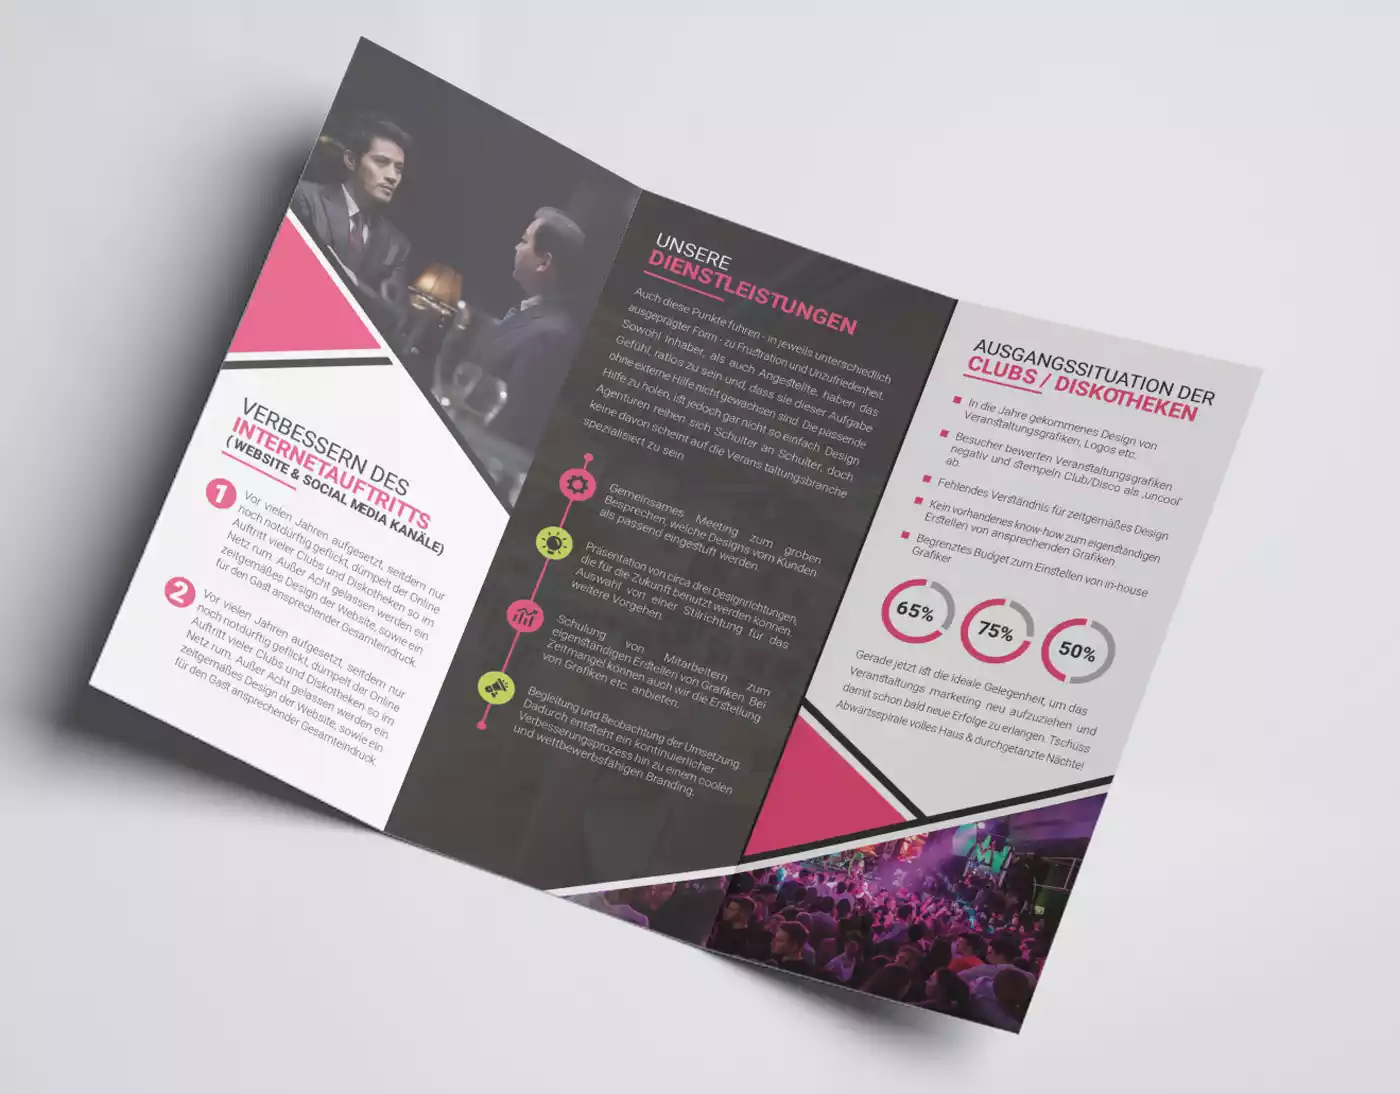 VERBESSERN DES
INTERNETAUFTRITTS
( WEBSITE & SOCIAL MEDIA KANÄLE)
1
Vor vielen Jahren aufgesetzt, seitdem nur
noch notdürftig geflickt, dümpelt der Online
Auftritt vieler Clubs und Diskotheken so im
Netz rum. Außer Acht gelassen werden ein
zeitgemäßes Design der Website, sowie ein
für den Gast ansprechender Gesamteindruck.
2
Vor vielen Jahren aufgesetzt, seitdem nur
noch notdürftig geflickt, dümpelt der Online
Auftritt vieler Clubs und Diskotheken so im
Netz rum. Außer Acht gelassen werden ein
zeitgemäßes Design der Website, sowie ein
für den Gast ansprechender Gesamteindruck.
UNSERE
DIENSTLEISTUNGEN
Auch diese Punkte führen - in jeweils unterschiedlich
ausgeprägter Form - zu Frustration und Unzufriedenheit.
Sowohl Inhaber, als auch Angestellte, haben das
Gefühl, ratlos zu sein und, dass sie dieser Aufgabe
ohne externe Hilfe nicht gewachsen sind. Die passende
Hilfe zu holen, ist jedoch gar nicht so einfach. Design
Agenturen reihen sich Schulter an Schulter, doch
keine davon scheint auf die Verans taltungsbranche
spezialisiert zu sein
Gemeinsames Meeting zum groben
Besprechen, welche Designs vom Kunden
als passend eingestuft werden.
Präsentation von circa drei Designrichtungen,
die für die Zukunft benutzt werden können.
Auswahl von einer Stilrichtung für das
weitere Vorgehen.
Schulung von Mitarbeitern zum
eigenständigen Erstellen von Grafiken. Bei
Zeitmangel können auch wir die Erstellung
von Grafiken etc. anbieten.
Begleitung und Beobachtung der Umsetzung.
Dadurch entsteht ein kontinuierlicher
Verbesserungsprozess hin zu einem coolen
und wettbewerbsfähigen Branding.
AUSGANGSSITUATION DER
CLUBS / DISKOTHEKEN
In die Jahre gekommenes Design von
Veranstaltungsgrafiken, Logos etc.
Besucher bewerten Veranstaltungsgrafiken
negativ und stempeln Club/Disco als ‚uncool'
ab.
Fehlendes Verständnis für zeitgemäßes Design
Kein vorhandenes know-how zum eigenständigen
Erstellen von ansprechenden Grafiken
Begrenztes Budget zum Einstellen von in-house
Grafiker
65% 75% 50%
Gerade jetzt ist die ideale Gelegenheit, um das
Veranstaltungs marketing neu aufzuziehen und
damit schon bald neue Erfolge zu erlangen. Tschüss
Abwärtsspirale volles Haus & durchgetanzte Nächte!
MY